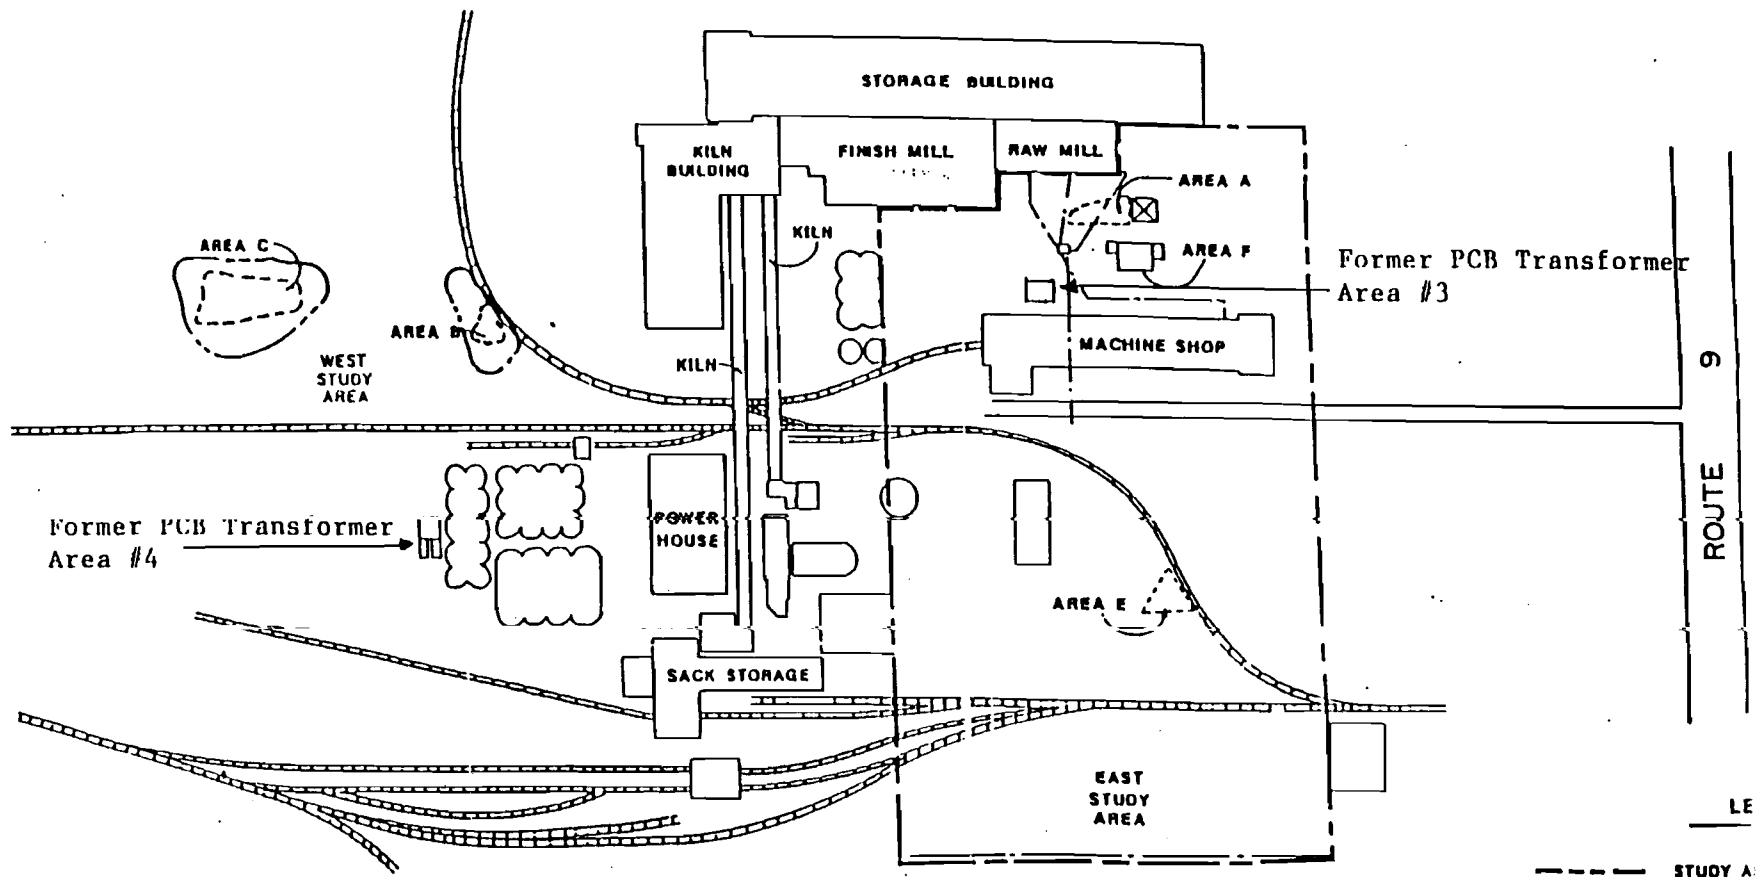 STORAGE BUILDING
KILN
BUILDING
FINISH MILL
RAW MILL
AREA A
KILN
AREA C
AREA F
Former PCB Transformer
Area #3
AREA B
MACHINE SHOP
WEST
STUDY
AREA
KILN
ROUTE 9
Former PCB Transformer
Area #4
POWER
HOUSE
AREA E
SACK STORAGE
EAST
STUDY
AREA
LE
STUDY A